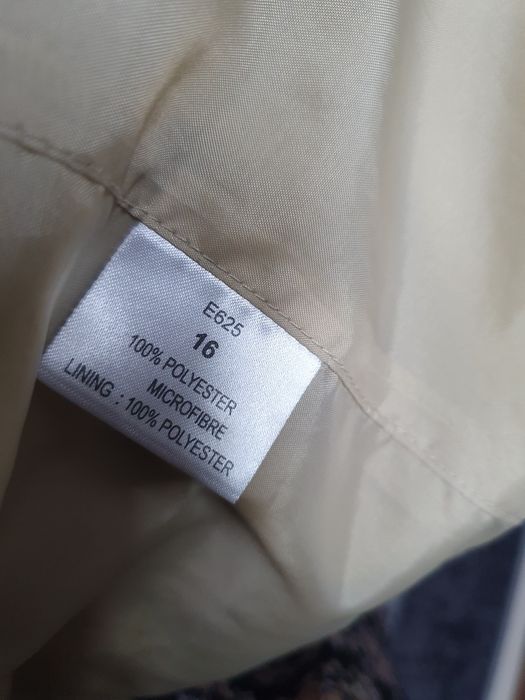 E625
16
100% POLYESTER
MICROFIBRE
LINING : 100% POLYESTER